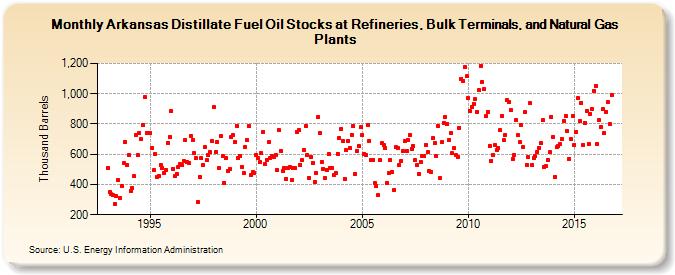 Monthly Arkansas Distillate Fuel Oil Stocks at Refineries, Bulk Terminals, and Natural Gas
Plants
Thousand Barrels
1,200
1,000
800
600
400
200
1995
2000
2005
2010
2015
Source: U.S. Energy Information Administration